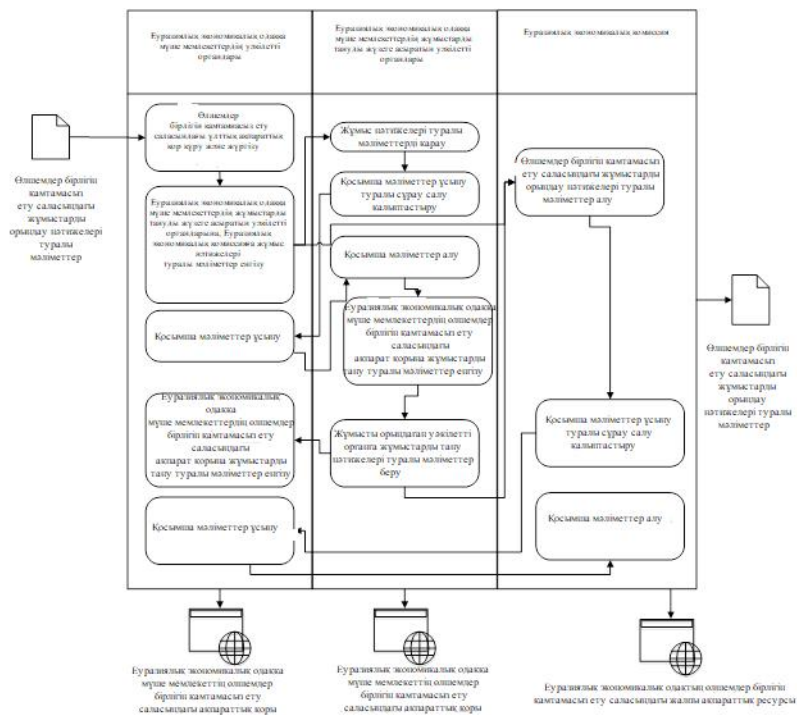 Еуразиялық экономикалық одаққа
мүше мемлекеттердің уәкілетті
органдары
Еуразиялық экономикалық одаққа
мүше мемлекеттердің жұмыстарды
тануды жүзеге асыратын уәкілетті
органдары
Еуразиялық экономикалық комиссия
Өлшемдер бірлігін
қамтамасыз
ету саласындағы
жұмыстарды
орындау нәтижелері
туралы
мәліметтер
Өлшемдер
бірлігін қамтамасыз ету
саласындағы ұлттық ақпараттық
қор құру және жүргізу
Еуразиялық экономикалық одаққа
мүше мемлекеттердің жұмыстарды
тануды жүзеге асыратын уәкілетті
органдарына, Еуразиялық
экономикалық комиссияға жұмыс
нәтижелері
туралы мәліметтер енгізу
Қосымша мәліметтер ұсыну
Еуразиялық экономикалық
одаққа
мүше мемлекеттердің өлшемдер
бірлігін қамтамасыз ету
саласындағы
ақпарат қорына жұмыстарды
тану туралы мәліметтер енгізу
Қосымша мәліметтер ұсыну
Жұмыс нәтижелері туралы
мәліметтерді қарау
Қосымша мәліметтер ұсыну
туралы сұрау салу
қалыптастыру
Қосымша мәліметтер алу
Еуразиялық экономикалық одаққа
мүше мемлекеттердің өлшемдер
бірлігін қамтамасыз ету
саласындағы
ақпарат қорына жұмыстарды
тану туралы мәліметтер енгізу
Жұмысты орындаған уәкілетті
органға жұмыстарды тану
нәтижелері туралы мәліметтер
беру
Өлшемдер бірлігін қамтамасыз
ету саласындағы жұмыстарды
орындау нәтижелері туралы
мәліметтер алу
Қосымша мәліметтер ұсыну
туралы сұрау салу
қалыптастыру
Қосымша мәліметтер алу
Өлшемдер бірлігін
қамтамасыз
ету саласындағы
жұмыстарды
орындау
нәтижелері туралы
мәліметтер
Еуразиялық экономикалық одаққа
мүше мемлекеттің өлшемдер
бірлігін қамтамасыз ету
саласындағы ақпараттық қоры
Еуразиялық экономикалық одаққа
мүше мемлекеттің өлшемдер
бірлігін қамтамасыз ету
саласындағы ақпараттық қоры
Еуразиялық экономикалық одақтың өлшемдер бірлігін
қамтамасыз ету саласындағы жалпы ақпараттық ресурсы